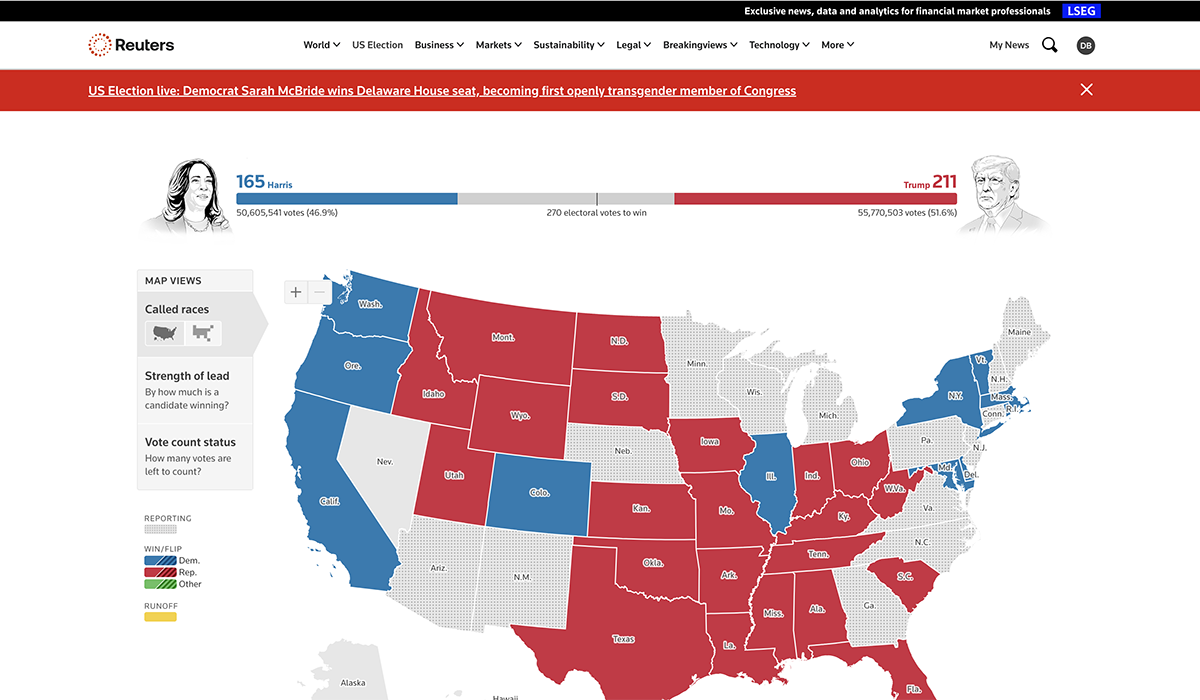 Exclusive news, data and analytics for financial market professionals LSEG
Reuters World US Election Business Markets Sustainability Legal Breakingviews Technology More My News DB
US Election live: Democrat Sarah McBride wins Delaware House seat, becoming first openly transgender member of Congress
165 Harris Trump 211
50,605,541 votes (46.9%) 270 electoral votes to win 55,770,503 votes (51.6%)
MAP VIEWS
Called races
Strength of lead
By how much is a
candidate winning?
Vote count status
How many votes are
left to count?
REPORTING
WIN/FLIP
Dem.
Rep.
Other
RUNOFF
Wash.
Maine
Mont.
N.D.
Minn.
Vt.
Ore.
N.H.
Idaho
S.D.
Wis.
N.Y.
Mass.
Wyo.
Mich.
Conn.
R.I.
Iowa
Pa.
N.J.
Nev.
Neb.
Ohio
Utah
Colo.
Ill.
Ind.
Md.
Del.
W.Va.
Calif.
Kan.
Mo.
Ky.
Va.
N.C.
Tenn.
Ariz.
N.M.
Okla.
Ark.
S.C.
Miss.
Ala.
Ga.
Texas
La.
Alaska
Fla.
Hawaii